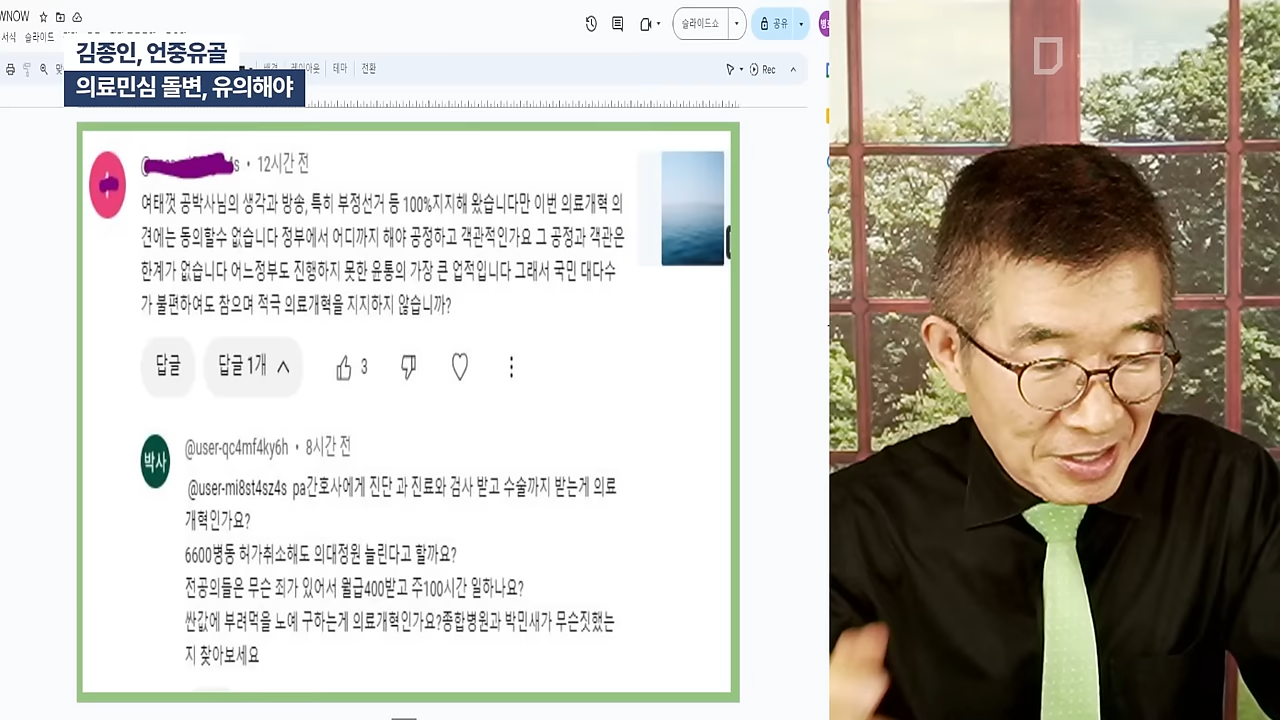 WNOW
서식 슬라이드
슬라이드쇼
공유
김종인, 언중유골
의료민심 돌변, 유의해야
테마
전환
Rec
12시간 전
여태껏 공박사님의 생각과 방송, 특히 부정선거 등 100%지지해 왔습니다만 이번 의료개혁 의
견에는 동의할수 없습니다 정부에서 어디까지 해야 공정하고 객관적인가요 그 공정과 객관은
한계가 없습니다 어느정부도 진행하지 못한 윤통의 가장 큰 업적입니다 그래서 국민 대다수
가 불편하여도 참으며 적극 의료개혁을 지지하지 않습니까?
답글
답글 1개
3
박사
@user-qc4mf4ky6h • 8시간 전
@user-mi8st4sz4s pa간호사에게 진단 과 진료와 검사 받고 수술까지 받는게 의료
개혁인가요?
6600병동 허가취소해도 의대정원 늘린다고 할까요?
전공의들은 무슨 죄가 있어서 월급400받고 주100시간 일하나요?
싼값에 부려먹을 노예 구하는게 의료개혁인가요?종합병원과 박민새가 무슨짓했는
지 찾아보세요